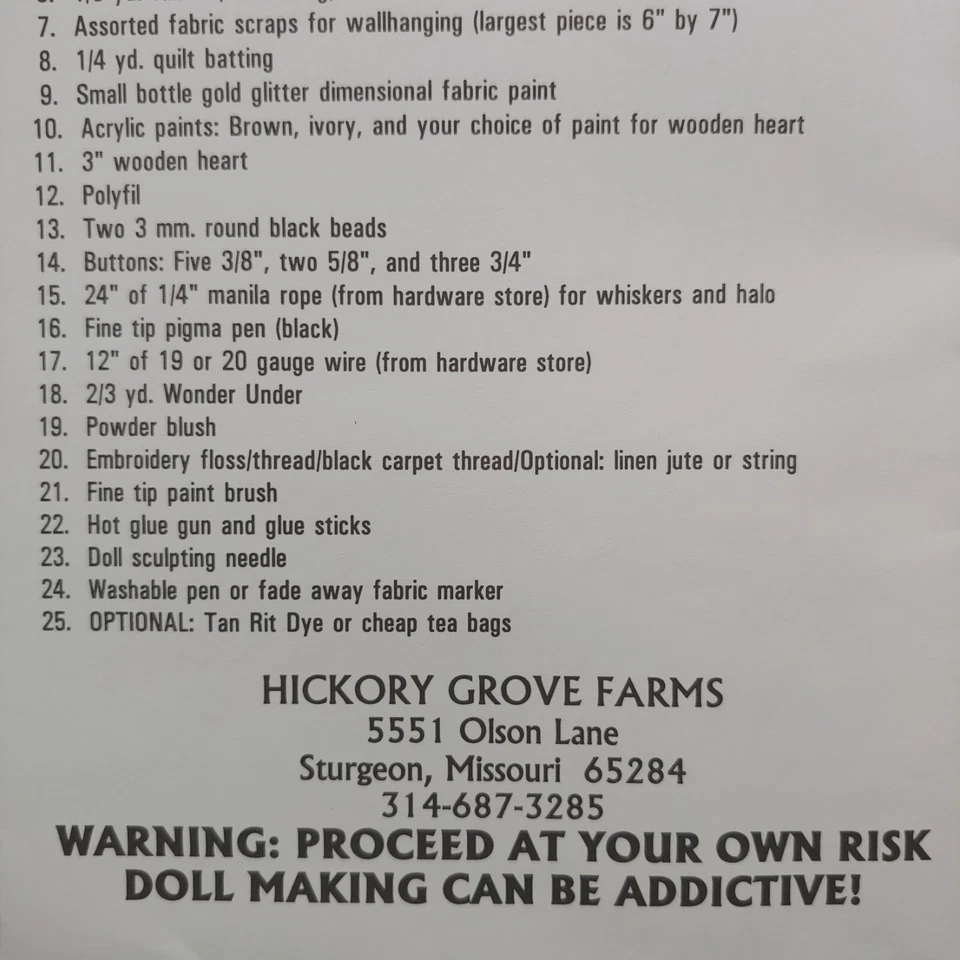 7. Assorted fabric scraps for wallhanging (largest piece is 6" by 7")
8. 1/4 yd. quilt batting
9. Small bottle gold glitter dimensional fabric paint
10. Acrylic paints: Brown, ivory, and your choice of paint for wooden heart
11. 3" wooden heart
12. Polyfil
13. Two 3 mm. round black beads
14. Buttons: Five 3/8", two 5/8", and three 3/4"
15. 24" of 1/4" manila rope (from hardware store) for whiskers and halo
16. Fine tip pigma pen (black)
17. 12" of 19 or 20 gauge wire (from hardware store)
18. 2/3 yd. Wonder Under
19. Powder blush
20. Embroidery floss/thread/black carpet thread/Optional: linen jute or string
21. Fine tip paint brush
22. Hot glue gun and glue sticks
23. Doll sculpting needle
24. Washable pen or fade away fabric marker
25. OPTIONAL: Tan Rit Dye or cheap tea bags
HICKORY GROVE FARMS
5551 Olson Lane
Sturgeon, Missouri 65284
314-687-3285
WARNING: PROCEED AT YOUR OWN RISK
DOLL MAKING CAN BE ADDICTIVE!